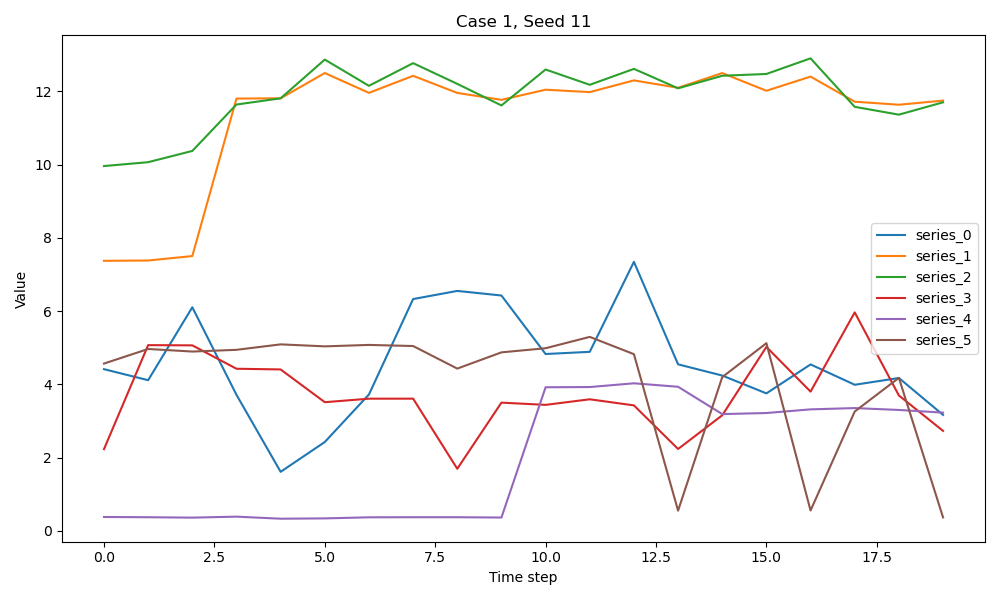 Case 1, Seed 11
Value
12
10
8
6
4
2
0
series_0
series_1
series_2
series_3
series_4
series_5
0.0 2.5 5.0 7.5 10.0 12.5 15.0 17.5
Time step